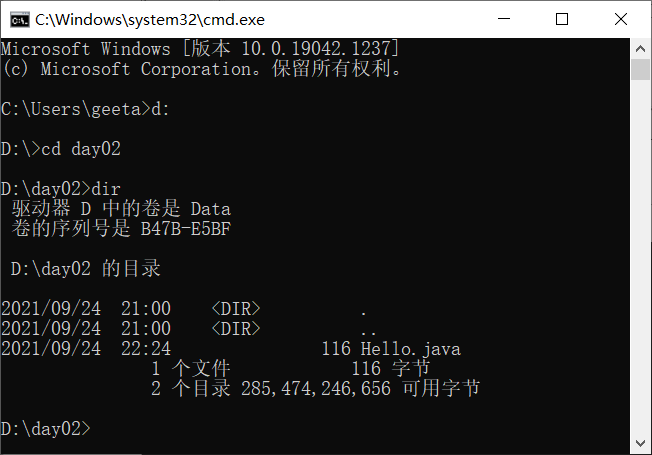 C:\Windows\system32\cmd.exe
Microsoft Windows [版本 10.0.19042.1237]
(c) Microsoft Corporation。保留所有权利。
C:\Users\geeta>d:
D:\>cd day02
D:\day02>dir
驱动器 D 中的卷是 Data
卷的序列号是 B47B-E5BF
D:\day02 的目录
2021/09/24  21:00    <DIR>          .
2021/09/24  21:00    <DIR>          ..
2021/09/24  22:24               116 Hello.java
1 个文件            116 字节
2 个目录 285,474,246,656 可用字节
D:\day02>